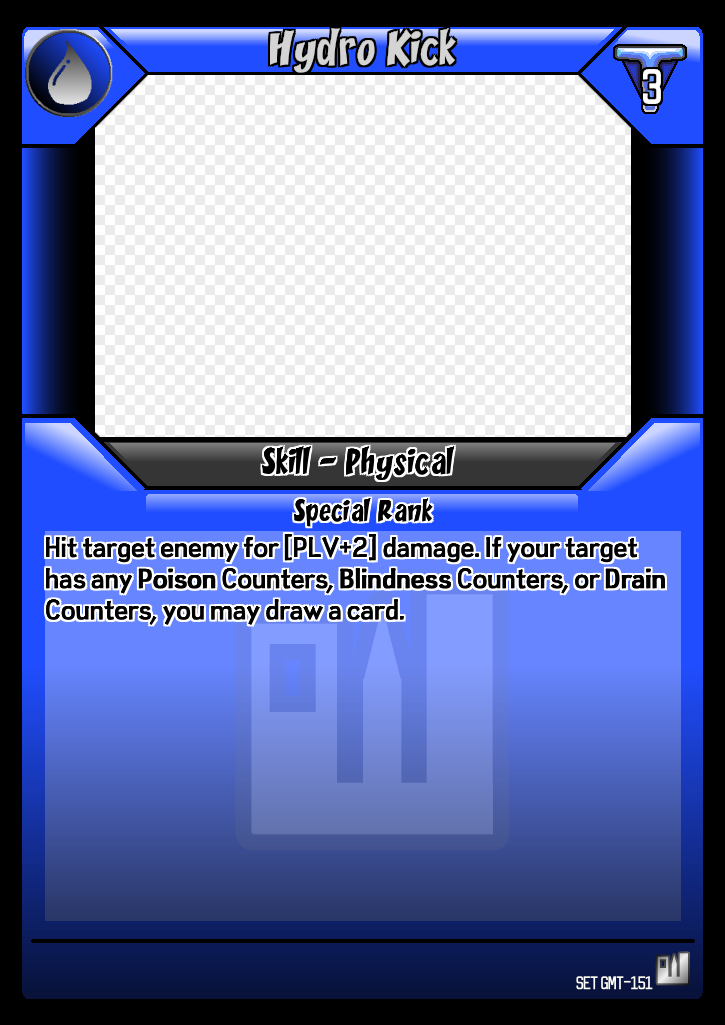 Hydro Kick
3
Skill - Physical
Special Rank
Hit target enemy for [PLV+2] damage. If your target
has any Poison Counters, Blindness Counters, or Drain
Counters, you may draw a card.
SET GMT-151